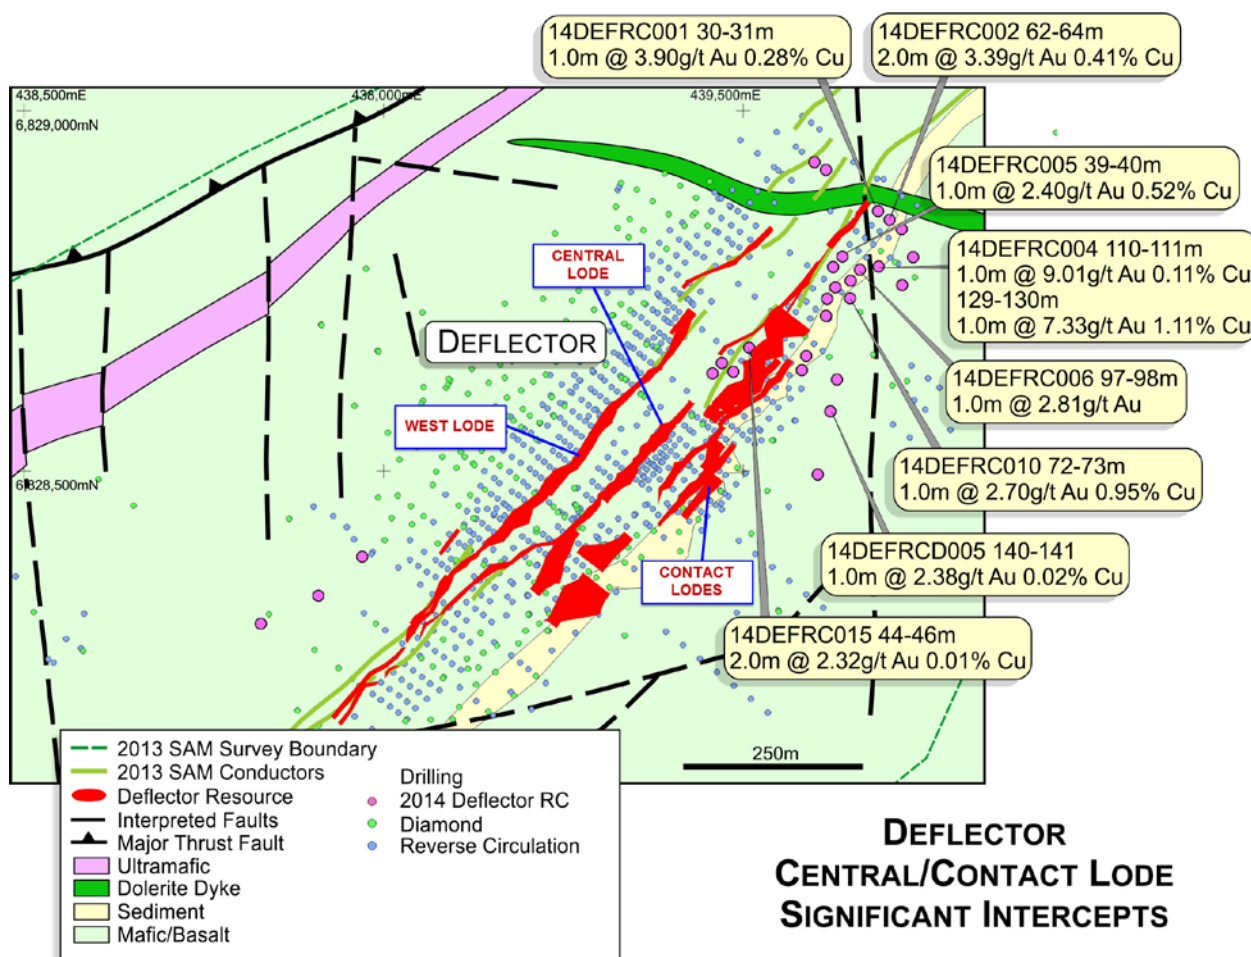 14DEFRC001 30-31m
1.0m @ 3.90g/t Au 0.28% Cu
14DEFRC002 62-64m
2.0m @ 3.39g/t Au 0.41% Cu
438,500mE
438,000mE
439,500mE
6,829,000mN
14DEFRC005 39-40m
1.0m @ 2.40g/t Au 0.52% Cu
14DEFRC004 110-111m
1.0m @ 9.01g/t Au 0.11% Cu
129-130m
1.0m @ 7.33g/t Au 1.11% Cu
CENTRAL
LODE
DEFLECTOR
14DEFRC006 97-98m
1.0m @ 2.81g/t Au
WEST LODE
6,828,500mN
14DEFRC010 72-73m
1.0m @ 2.70g/t Au 0.95% Cu
14DEFRCD005 140-141
1.0m @ 2.38g/t Au 0.02% Cu
CONTACT
LODES
14DEFRC015 44-46m
2.0m @ 2.32g/t Au 0.01% Cu
250m
2013 SAM Survey Boundary
2013 SAM Conductors
Deflector Resource
Interpreted Faults
Major Thrust Fault
Ultramafic
Dolerite Dyke
Sediment
Mafic/Basalt
Drilling
2014 Deflector RC
Diamond
Reverse Circulation
DEFLECTOR
CENTRAL/CONTACT LODE
SIGNIFICANT INTERCEPTS